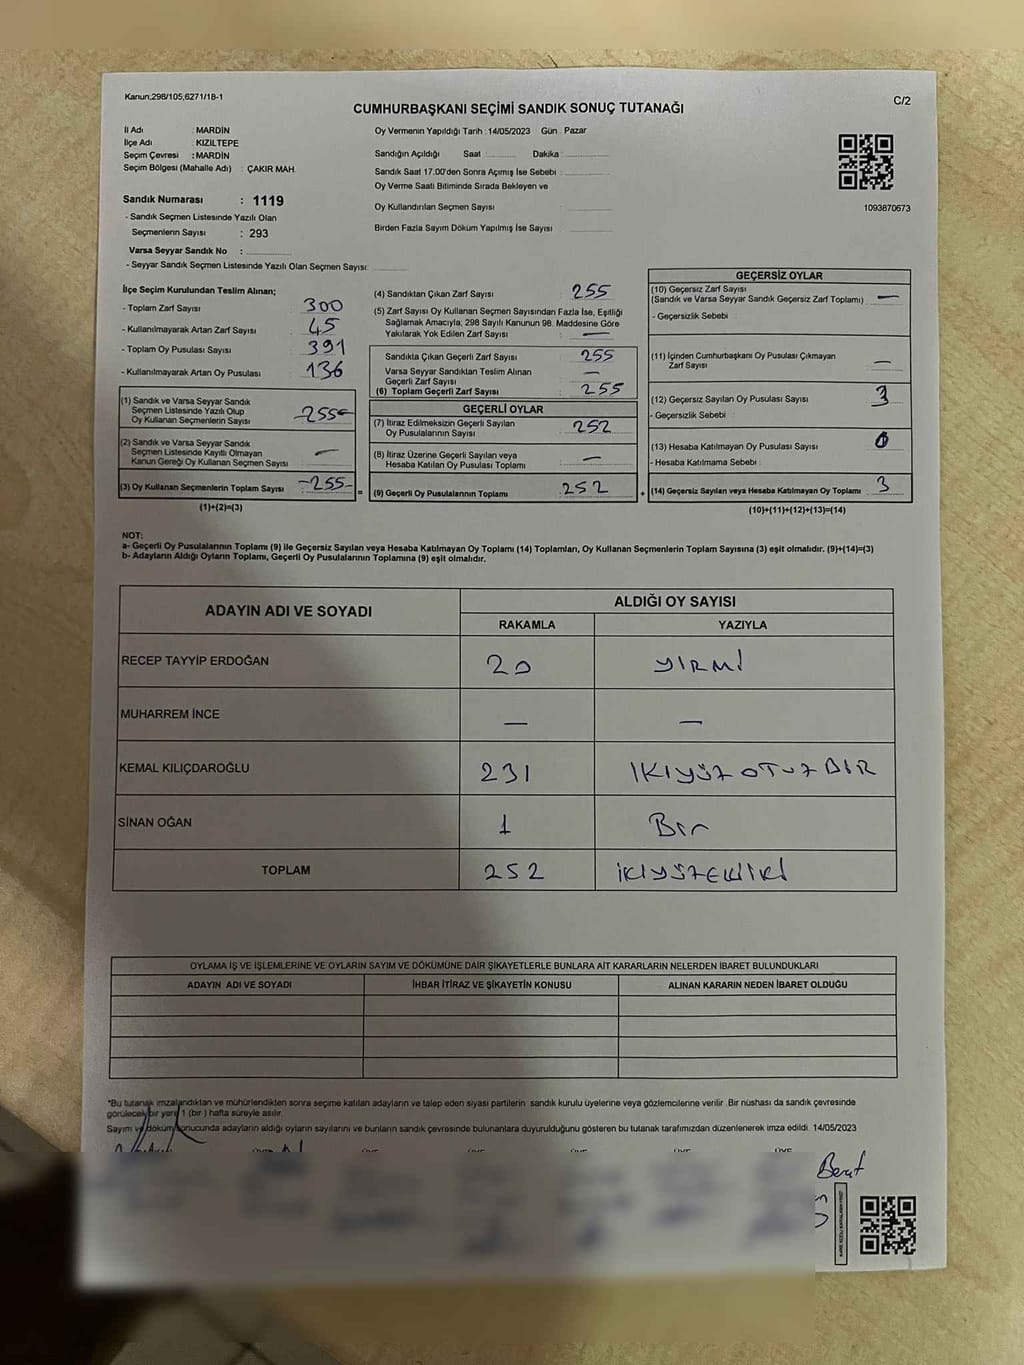 Kanun;298/105,6271/18-1
C/2
CUMHURBAŞKANI SEÇİMİ SANDIK SONUÇ TUTANAĞI
İl Adı : MARDİN
İlçe Adı : KIZILTEPE
Seçim Çevresi : MARDİN
Seçim Bölgesi (Mahalle Adı) : ÇAKIR MAH.
Sandık Numarası : 1119
- Sandık Seçmen Listesinde Yazılı Olan
Seçmenlerin Sayısı : 293
Varsa Seyyar Sandık No :
- Seyyar Sandık Seçmen Listesinde Yazılı Olan Seçmen Sayısı:
Oy Vermenin Yapıldığı Tarih : 14/05/2023 Gün : Pazar
Sandığın Açıldığı Saat Dakika :
Sandık Saat 17.00'den Sonra Açımış İse Sebebi :
Oy Verme Saati Bitiminde Sırada Bekleyen ve
Oy Kullandırılan Seçmen Sayısı :
Birden Fazla Sayım Döküm Yapılmış İse Sayısı :
1093870673
İlçe Seçim Kurulundan Teslim Alınan;
- Toplam Zarf Sayısı : 300
- Kullanılmayarak Artan Zarf Sayısı : 45
- Toplam Oy Pusulası Sayısı : 391
- Kullanılmayarak Artan Oy Pusulası : 136
(1) Sandık ve Varsa Seyyar Sandık
Seçmen Listesinde Yazılı Olup
Oy Kullanan Seçmenlerin Sayısı -255-
(2) Sandık ve Varsa Seyyar Sandık
Seçmen Listesinde Kayıtlı Olmayan
Kanun Gereği Oy Kullanan Seçmen Sayısı —
(3) Oy Kullanan Seçmenlerin Toplam Sayısı -255-
(1)+(2)=(3)
=
(4) Sandıktan Çıkan Zarf Sayısı : 255
(5) Zarf Sayısı Oy Kullanan Seçmen Sayısından Fazla İse, Eşitliği
Sağlamak Amacıyla, 298 Sayılı Kanunun 98. Maddesine Göre
Yakılarak Yok Edilen Zarf Sayısı : —
Sandıkta Çıkan Geçerli Zarf Sayısı : 255
Varsa Seyyar Sandıktan Teslim Alınan
Geçerli Zarf Sayısı : —
(6) Toplam Geçerli Zarf Sayısı : 255
GEÇERLİ OYLAR
(7) İtiraz Edilmeksizin Geçerli Sayılan
Oy Pusulalarının Sayısı : 252
(8) İtiraz Üzerine Geçerli Sayılan veya
Hesaba Katılan Oy Pusulası Toplamı : —
(9) Geçerli Oy Pusulalarının Toplamı : 252
+
GEÇERSİZ OYLAR
(10) Geçersiz Zarf Sayısı
(Sandık ve Varsa Seyyar Sandık Geçersiz Zarf Toplamı) : —
- Geçersizlik Sebebi :
(11) İçinden Cumhurbaşkanı Oy Pusulası Çıkmayan
Zarf Sayısı : —
(12) Geçersiz Sayılan Oy Pusulası Sayısı : 3
- Geçersizlik Sebebi :
(13) Hesaba Katılmayan Oy Pusulası Sayısı : 0
- Hesaba Katılmama Sebebi :
(14) Geçersiz Sayılan veya Hesaba Katılmayan Oy Toplamı : 3
(10)+(11)+(12)+(13)=(14)
NOT:
a- Geçerli Oy Pusulalarının Toplamı (9) ile Geçersiz Sayılan veya Hesaba Katılmayan Oy Toplamı (14) Toplamları, Oy Kullanan Seçmenlerin Toplam Sayısına (3) eşit olmalıdır. (9)+(14)=(3)
b- Adayların Aldığı Oyların Toplamı, Geçerli Oy Pusulalarının Toplamına (9) eşit olmalıdır.
ADAYIN ADI VE SOYADI
ALDIĞI OY SAYISI
RAKAMLA YAZIYLA
RECEP TAYYİP ERDOĞAN 20 YIRMİ
MUHARREM İNCE — —
KEMAL KILIÇDAROĞLU 231 IKIYÜZ OTUZ BIR
SİNAN OĞAN 1 Bir
TOPLAM 252 İKİYÜZELLİİKİ
OYLAMA İŞ VE İŞLEMLERİNE VE OYLARIN SAYIM VE DÖKÜMÜNE DAİR ŞİKAYETLERLE BUNLARA AİT KARARLARIN NELERDEN İBARET BULUNDUKLARI
ADAYIN ADI VE SOYADI İHBAR İTİRAZ VE ŞİKAYETİN KONUSU ALINAN KARARIN NEDEN İBARET OLDUĞU
*Bu tutanak imzalandıktan ve mühürlendikten sonra seçime katılan adayların ve talep eden siyasi partilerin sandık kurulu üyelerine veya gözlemcilerine verilir. Bir nüshası da sandık çevresinde
görülecek bir yere 1 (bir ) hafta süreyle asılır.
Sayım ve döküm sonucunda adayların aldığı oyların sayılarını ve bunların sandık çevresinde bulunanlara duyurulduğunu gösteren bu tutanak tarafımızdan düzenlenerek imza edildi. 14/05/2023
Berat